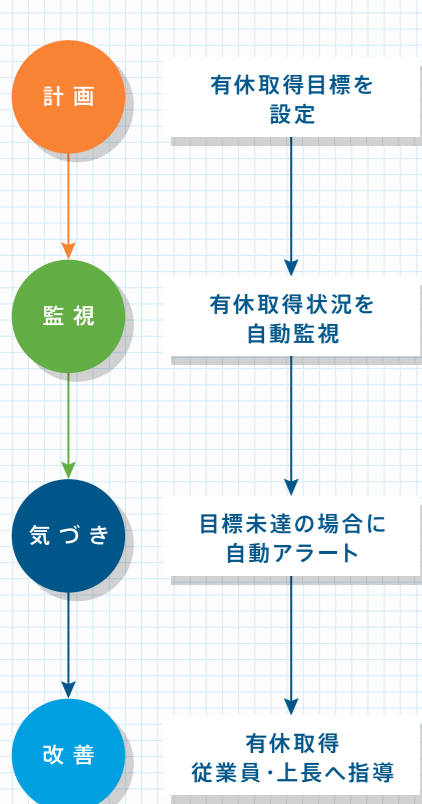 計画
有休取得目標を
設定
監視
有休取得状況を
自動監視
気づき
目標未達の場合に
自動アラート
改善
有休取得
従業員・上長へ指導